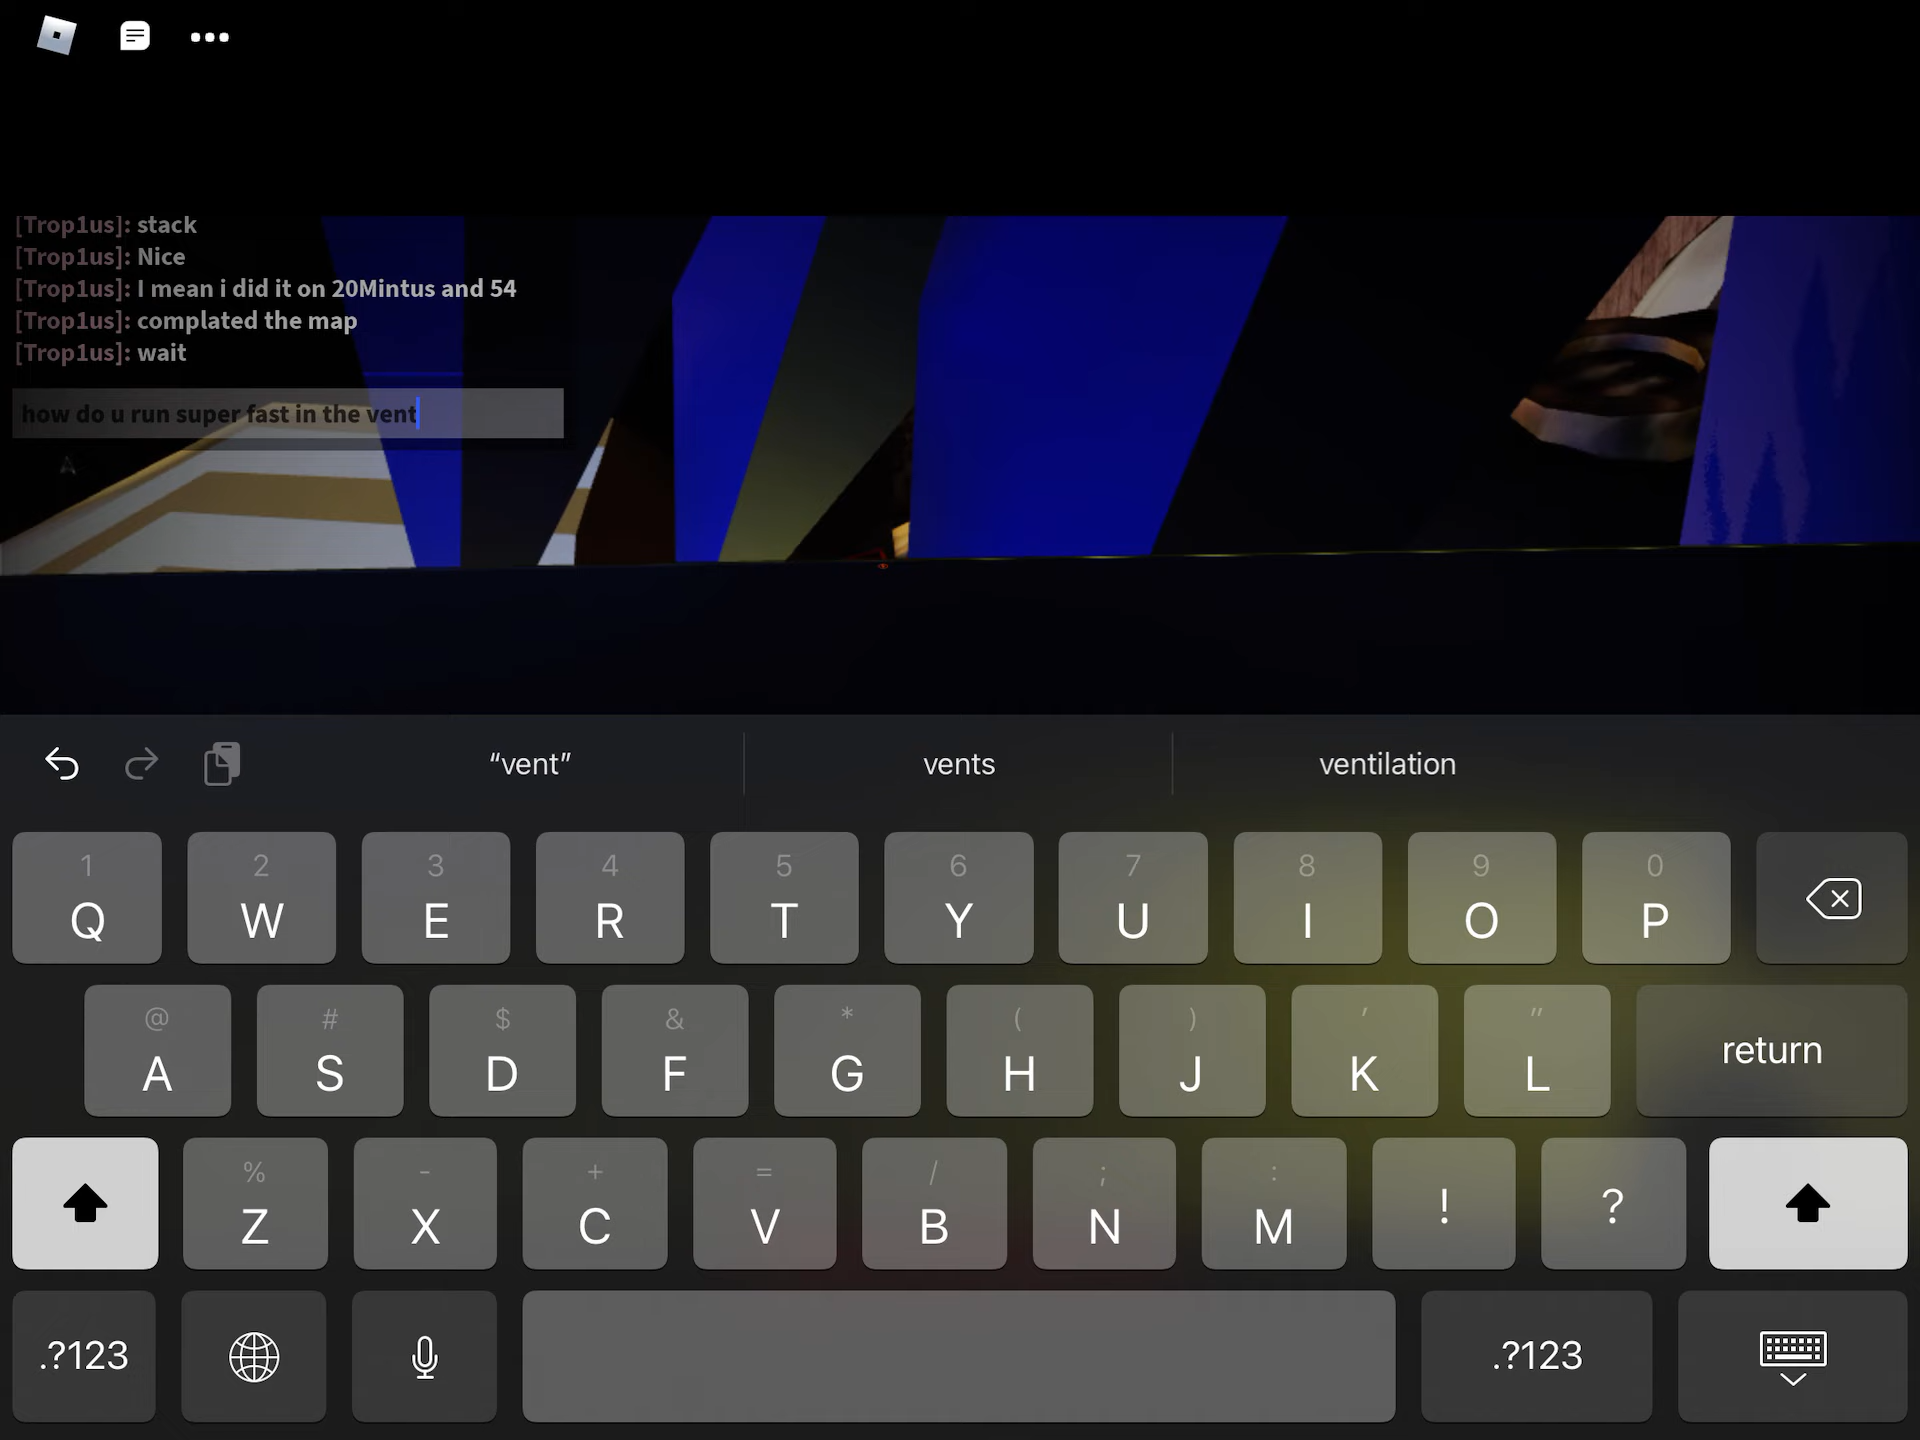 [Trop1us]: stack
[Trop1us]: Nice
[Trop1us]: I mean i did it on 20Mintus and 54
[Trop1us]: complated the map
[Trop1us]: wait
how do u run super fast in the vent
“vent” vents ventilation
1 2 3 4 5 6 7 8 9 0
Q W E R T Y U I O P
@ # $ & * ( ) ' "
A S D F G H J K L return
% - + = / ; :
Z X C V B N M ! ?
.?123 .?123